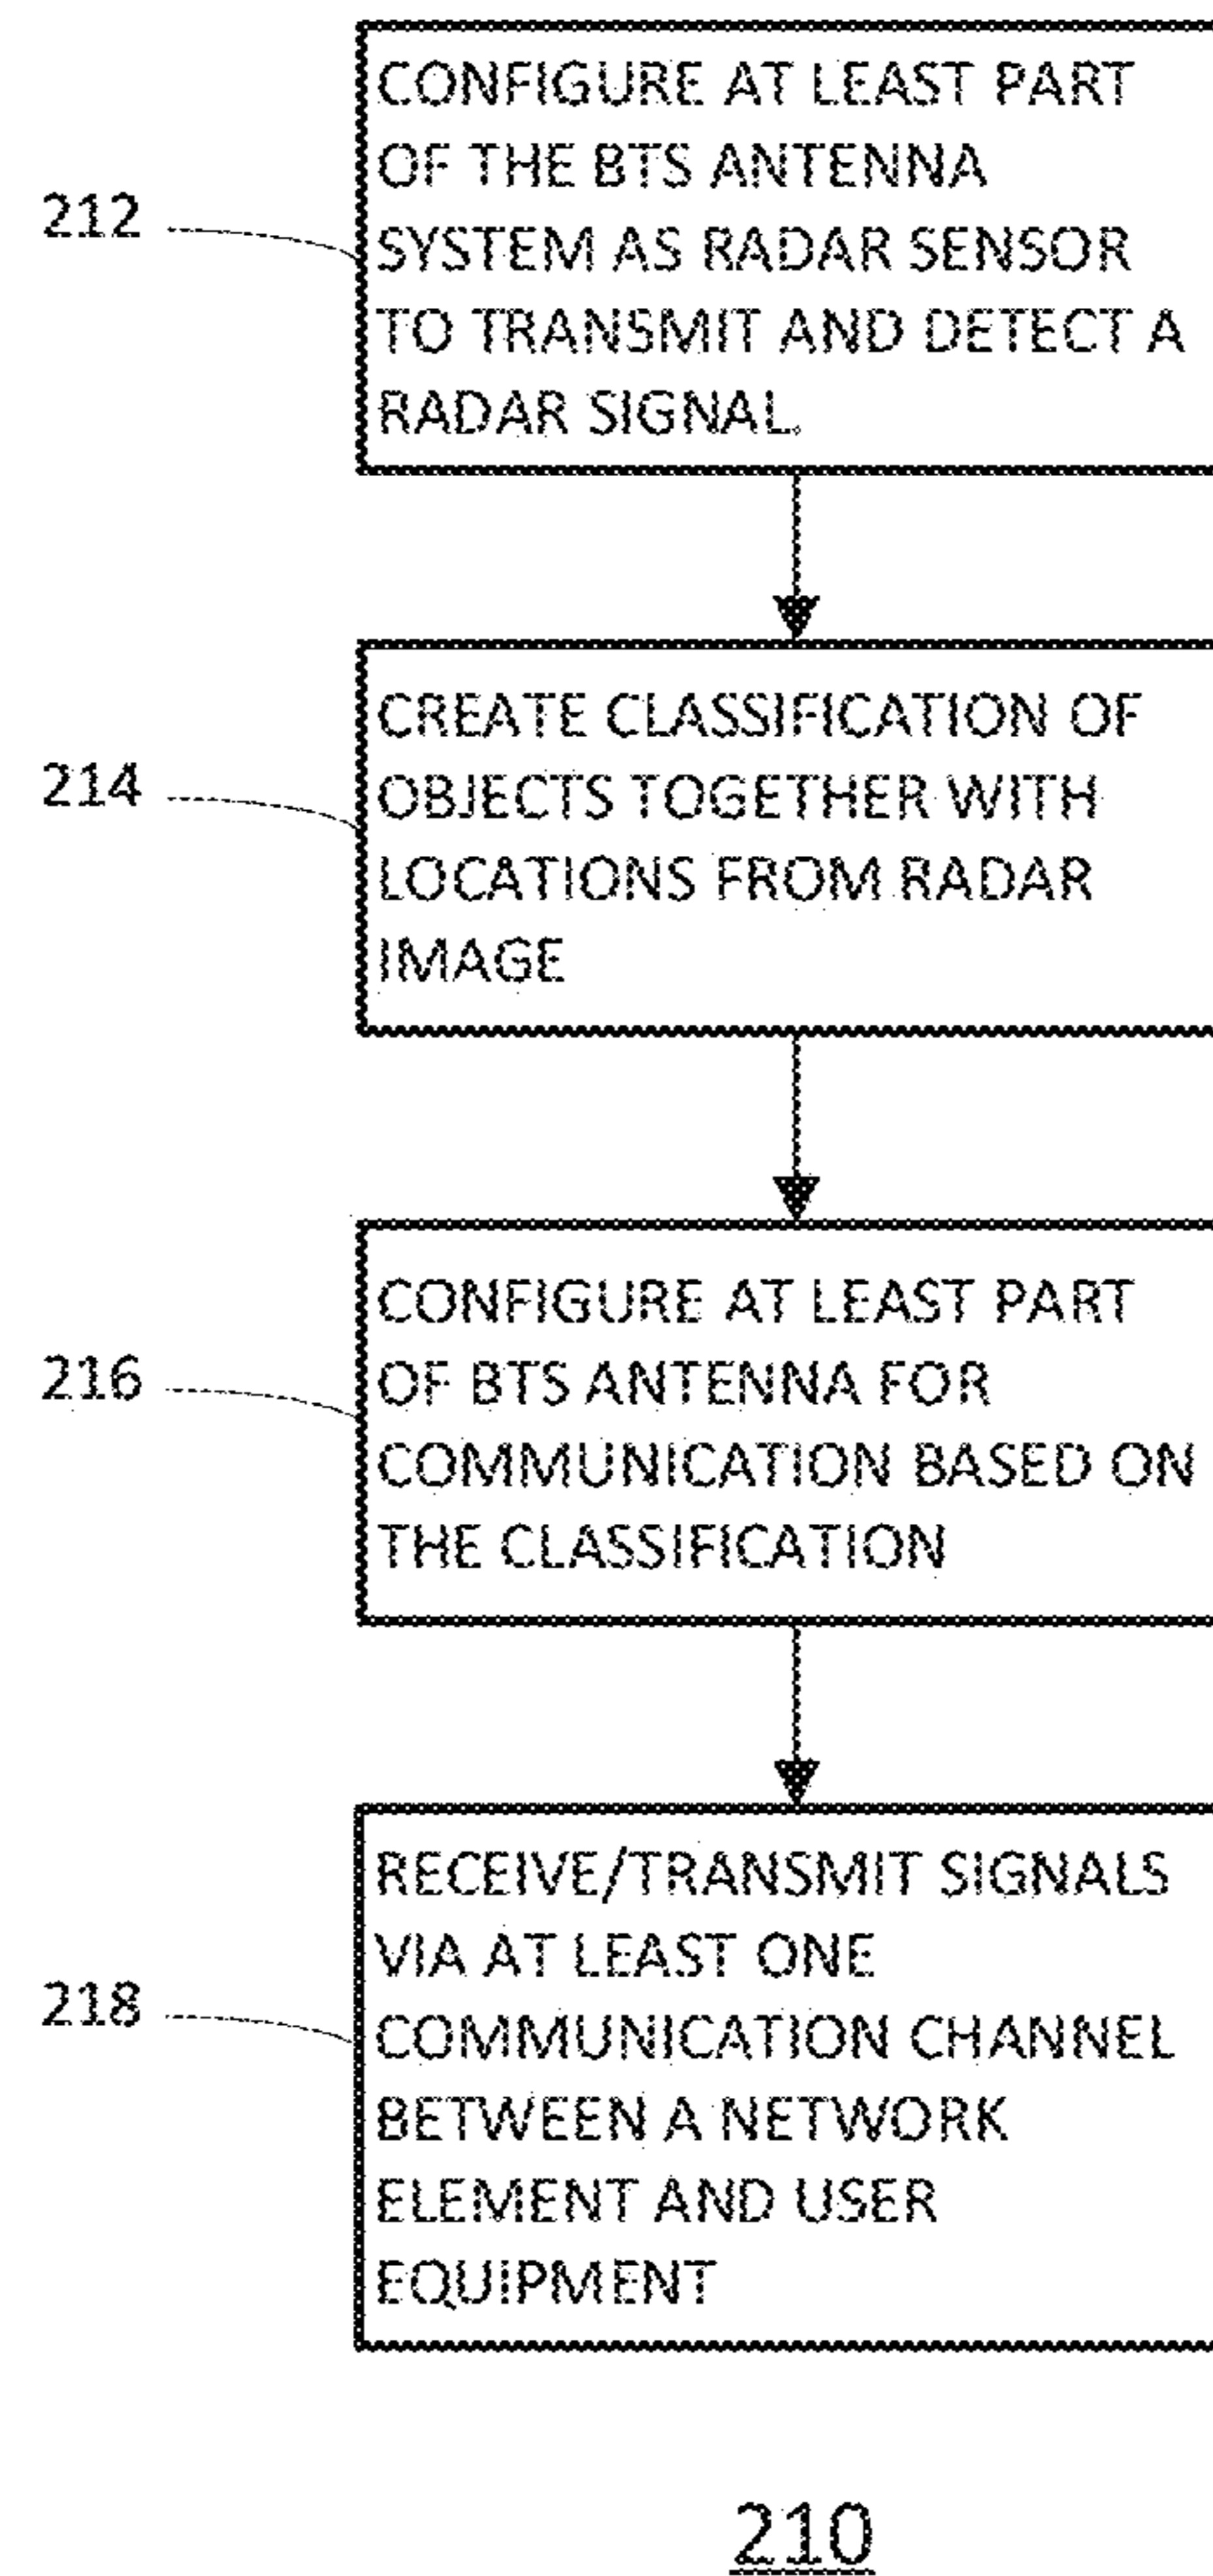 CONFIGURE AT LEAST PART
OF THE BTS ANTENNA
212
SYSTEM AS RADAR SENSOR
TO TRANSMIT AND DETECT A
RADAR SIGNAL.
CREATE CLASSIFICATION OF
214
OBJECTS TOGETHER WITH
LOCATIONS FROM RADAR
IMAGE
CONFIGURE AT LEAST PART
216
OF BTS ANTENNA FOR
COMMUNICATION BASED ON
THE CLASSIFICATION
RECEIVE/TRANSMIT SIGNALS
VIA AT LEAST ONE
218
COMMUNICATION CHANNEL
BETWEEN A NETWORK
ELEMENT AND USER
EQUIPMENT
210